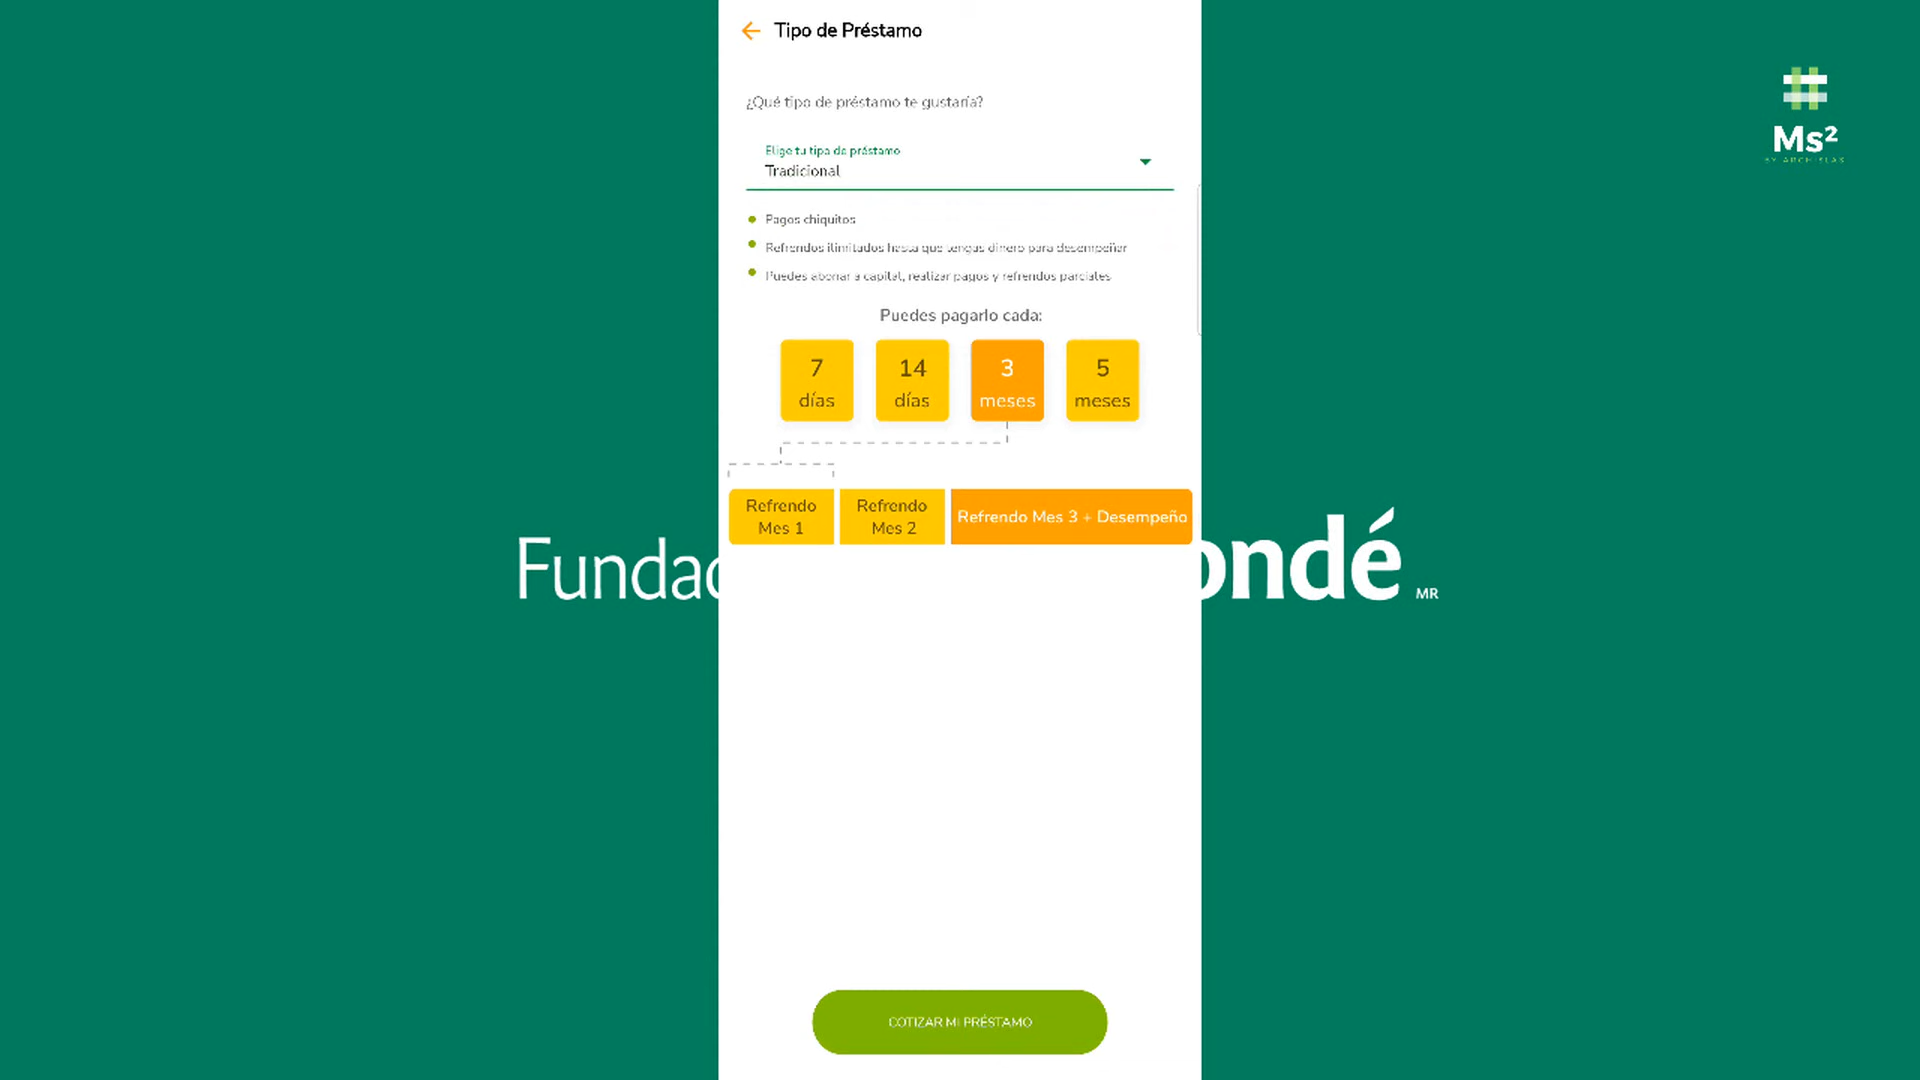 Tipo de Préstamo
¿Qué tipo de préstamo te gustaría?
Elige tu tipo de préstamo
Tradicional
Pagos chiquitos
Refrendos ilimitados hasta que tengas dinero para desempeñar
Puedes abonar a capital, realizar pagos y refrendos parciales
Puedes pagarlo cada:
7 días
14 días
3 meses
5 meses
Refrendo Mes 1
Refrendo Mes 2
Refrendo Mes 3 + Desempeño
COTIZAR MI PRÉSTAMO
Fundac
ondé MR
Ms²
BY ARCHISLAB